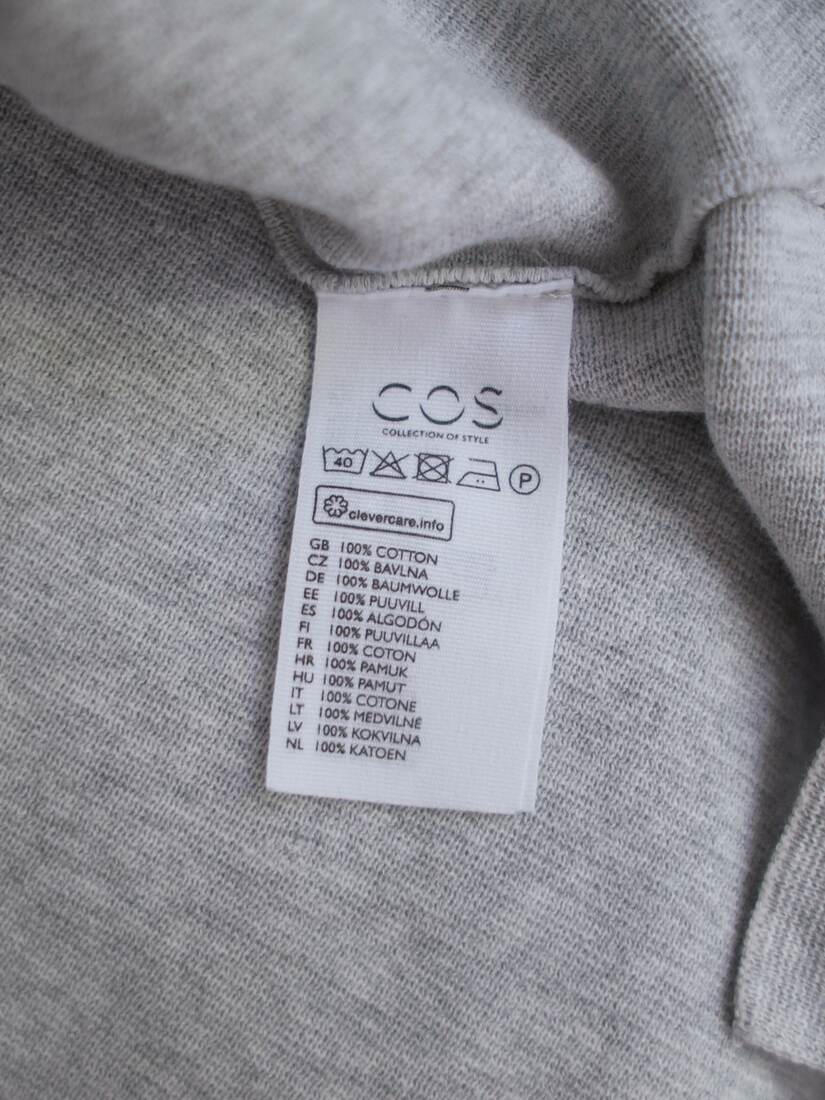 COS
COLLECTION OF STYLE
40 P
clevercare.info
GB 100% COTTON
CZ 100% BAVLNA
DE 100% BAUMWOLLE
EE 100% PUUVILL
ES 100% ALGODÓN
FI 100% PUUVILLAA
FR 100% COTON
HR 100% PAMUK
HU 100% PAMUT
IT 100% COTONE
LT 100% MEDVILNĖ
LV 100% KOKVILNA
NL 100% KATOEN